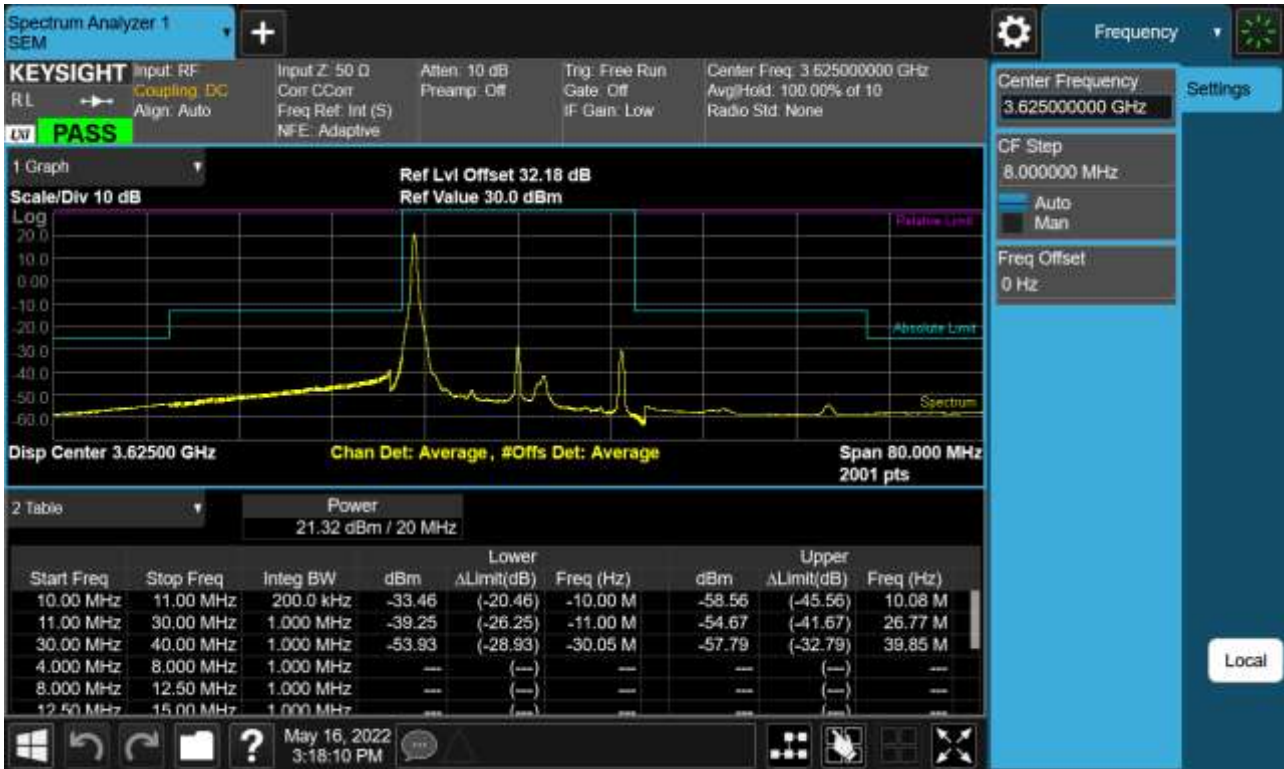 Spectrum Analyzer 1
SEM
+
Frequency
KEYSIGHT
RL
LXI
PASS
Input: RF
Coupling: DC
Align: Auto
Input Z: 50 Ω
Corr CCorr
Freq Ref: Int (S)
NFE: Adaptive
Atten: 10 dB
Preamp: Off
Trig: Free Run
Gate: Off
IF Gain: Low
Center Freq: 3.625000000 GHz
Avg|Hold: 100.00% of 10
Radio Std: None
Center Frequency
3.625000000 GHz
Settings
CF Step
8.000000 MHz
Auto
Man
Freq Offset
0 Hz
1 Graph
Scale/Div 10 dB
Ref Lvl Offset 32.18 dB
Ref Value 30.0 dBm
Log
20.0
10.0
0.00
-10.0
-20.0
-30.0
-40.0
-50.0
-60.0
Relative Limit
Absolute Limit
Spectrum
Disp Center 3.62500 GHz
Chan Det: Average, #Offs Det: Average
Span 80.000 MHz
2001 pts
2 Table
Power
21.32 dBm / 20 MHz
Lower Upper
Start Freq Stop Freq Integ BW dBm ΔLimit(dB) Freq (Hz) dBm ΔLimit(dB) Freq (Hz)
10.00 MHz 11.00 MHz 200.0 kHz -33.46 (-20.46) -10.00 M -58.56 (-45.56) 10.08 M
11.00 MHz 30.00 MHz 1.000 MHz -39.25 (-26.25) -11.00 M -54.67 (-41.67) 26.77 M
30.00 MHz 40.00 MHz 1.000 MHz -53.93 (-28.93) -30.05 M -57.79 (-32.79) 39.85 M
4.000 MHz 8.000 MHz 1.000 MHz --- (---) --- --- (---) ---
8.000 MHz 12.50 MHz 1.000 MHz --- (---) --- --- (---) ---
12.50 MHz 15.00 MHz 1.000 MHz --- (---) --- --- (---) ---
Local
?
May 16, 2022
3:18:10 PM